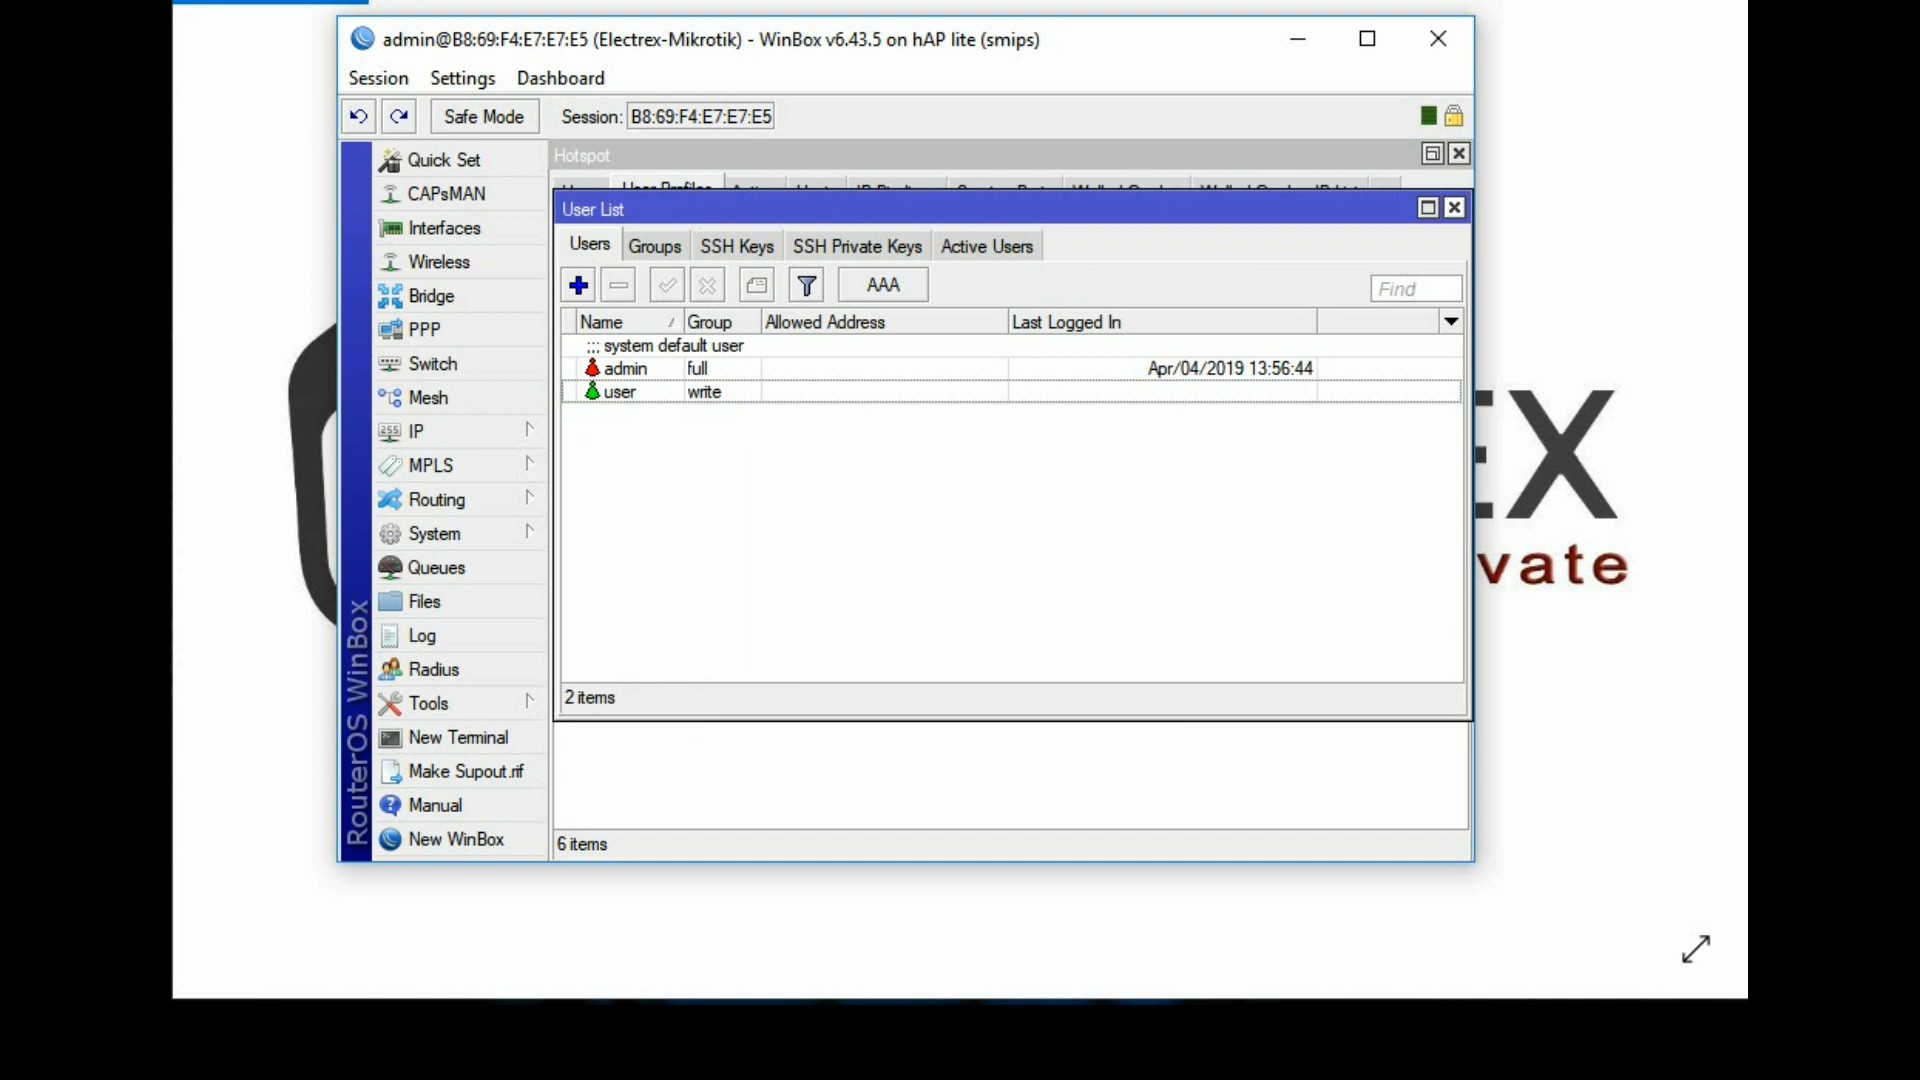 admin@B8:69:F4:E7:E7:E5 (Electrex-Mikrotik) - WinBox v6.43.5 on hAP lite (smips)
Session Settings Dashboard
Safe Mode Session: B8:69:F4:E7:E7:E5
Quick Set
CAPsMAN
Interfaces
Wireless
Bridge
PPP
Switch
Mesh
IP
MPLS
Routing
System
Queues
Files
Log
Radius
Tools
New Terminal
Make Supout.rif
Manual
New WinBox
RouterOS WinBox
Hotspot
User Profiles
User List
Users Groups SSH Keys SSH Private Keys Active Users
AAA Find
Name Group Allowed Address Last Logged In
::: system default user
admin full Apr/04/2019 13:56:44
user write
2 items
6 items
EX
vate